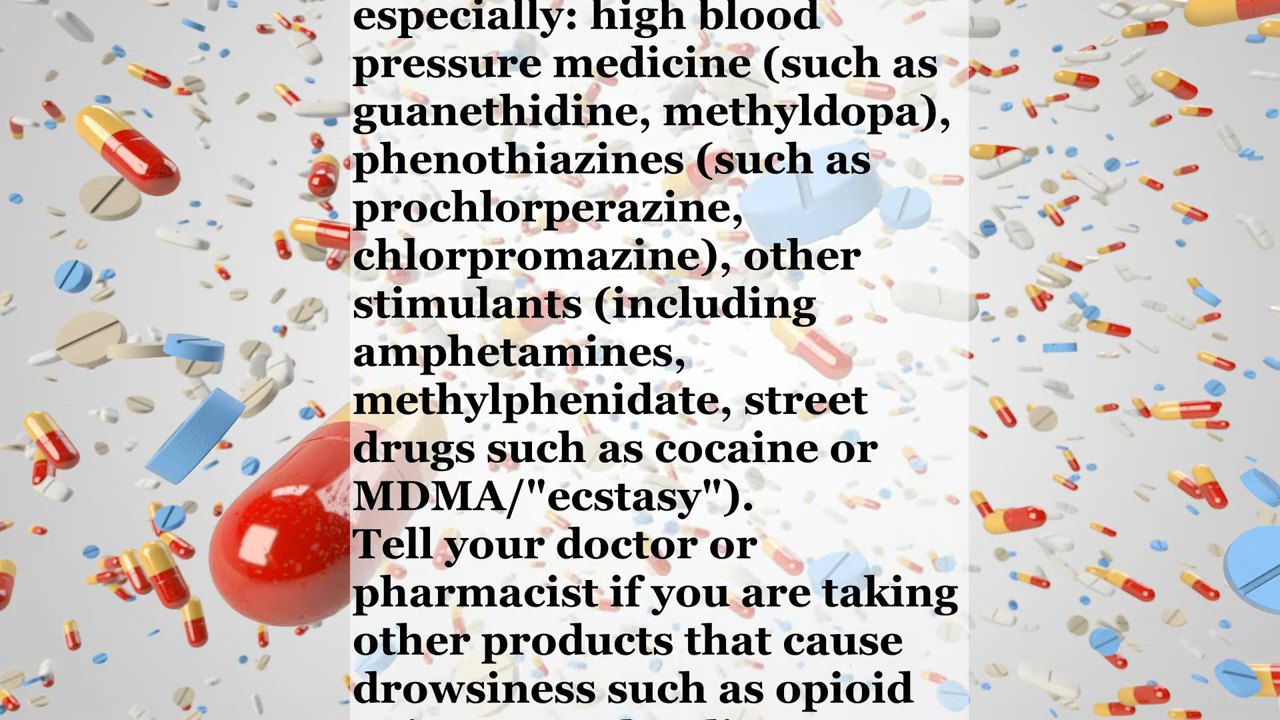 especially: high blood
pressure medicine (such as
guanethidine, methyldopa),
phenothiazines (such as
prochlorperazine,
chlorpromazine), other
stimulants (including
amphetamines,
methylphenidate, street
drugs such as cocaine or
MDMA/"ecstasy").
Tell your doctor or
pharmacist if you are taking
other products that cause
drowsiness such as opioid